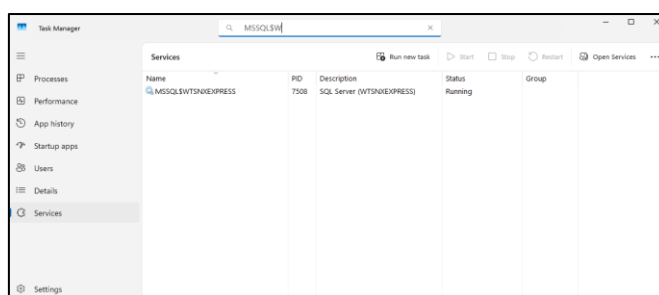 Task Manager
MSSQL$W
Services
Run new task
Start
Stop
Restart
Open Services
Name
PID
Description
Status
Group
MSSQL$WTSNXEXPRESS
7508
SQL Server (WTSNXEXPRESS)
Running
Processes
Performance
App history
Startup apps
Users
Details
Services
Settings